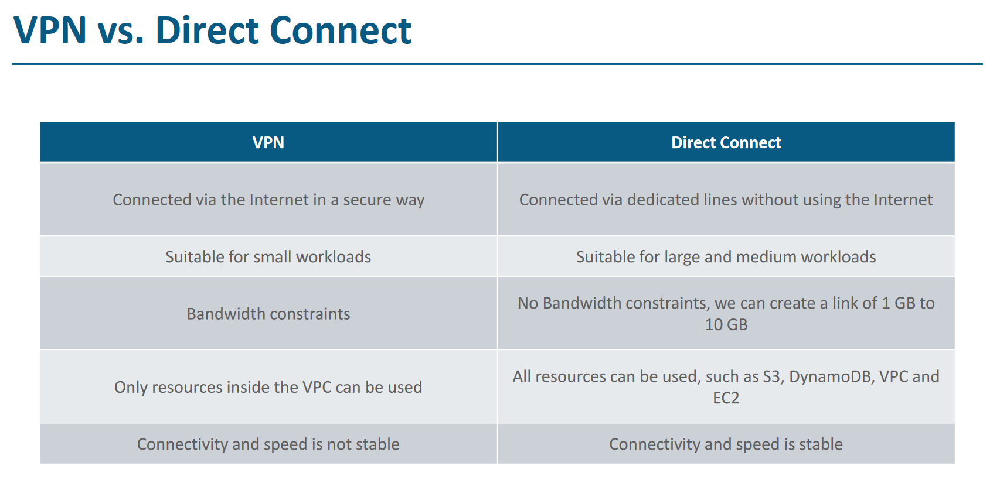 VPN vs. Direct Connect
VPN
Direct Connect
Connected via the Internet in a secure way
Connected via dedicated lines without using the Internet
Suitable for small workloads
Suitable for large and medium workloads
Bandwidth constraints
No Bandwidth constraints, we can create a link of 1 GB to
10 GB
Only resources inside the VPC can be used
All resources can be used, such as S3, DynamoDB, VPC and
EC2
Connectivity and speed is not stable
Connectivity and speed is stable